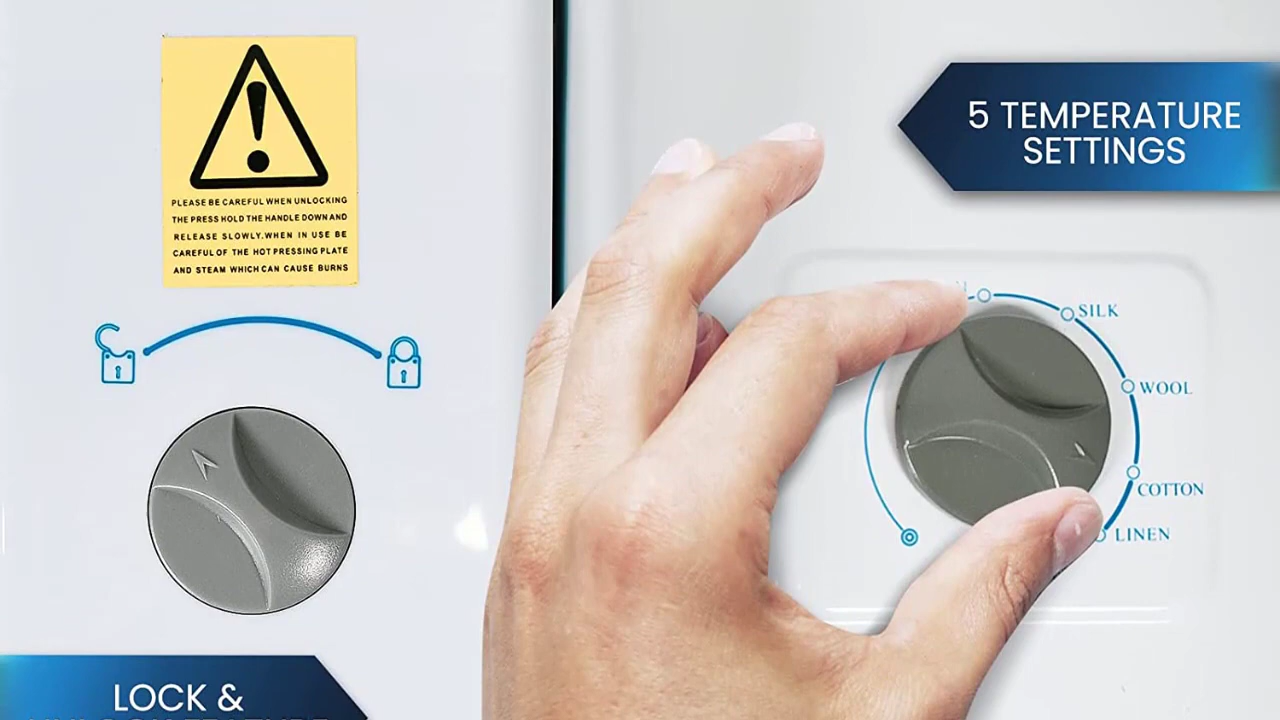 PLEASE BE CAREFUL WHEN UNLOCKING
THE PRESS HOLD THE HANDLE DOWN AND
RELEASE SLOWLY.WHEN IN USE BE
CAREFUL OF THE HOT PRESSING PLATE
AND STEAM WHICH CAN CAUSE BURNS
5 TEMPERATURE
SETTINGS
SILK
WOOL
COTTON
LINEN
LOCK &